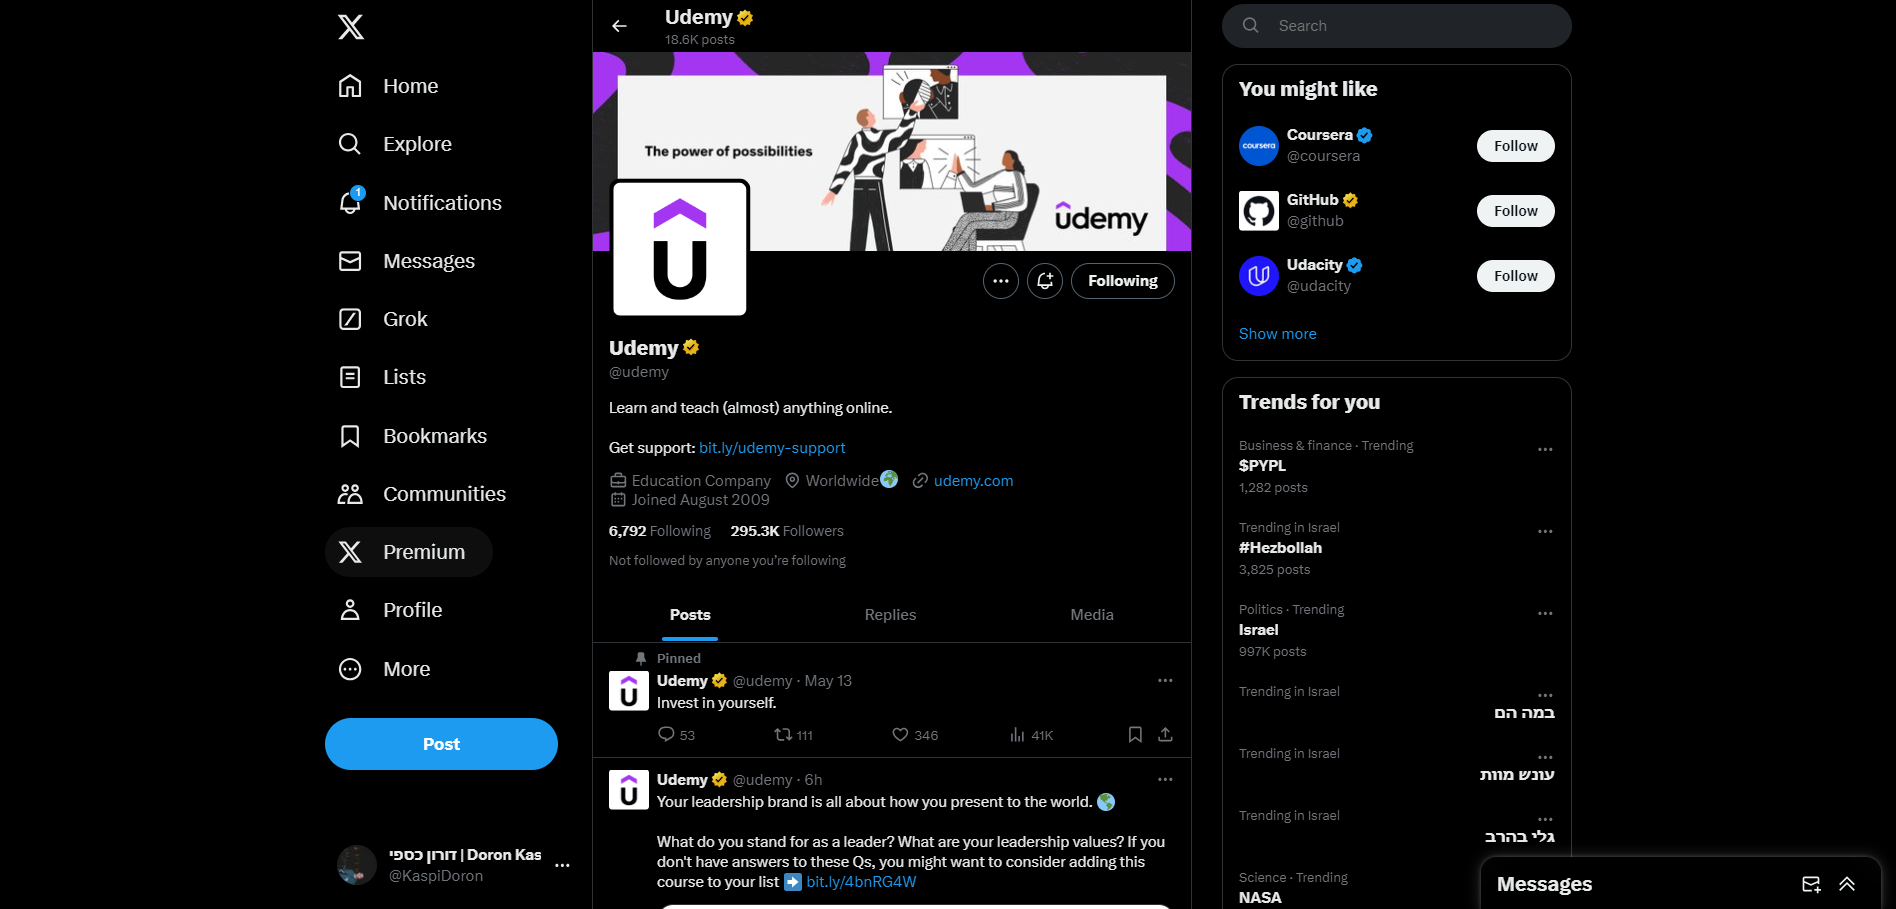 Home
Explore
1
Notifications
Messages
Grok
Lists
Bookmarks
Communities
Premium
Profile
More
Post
דורון כספי | Doron Kas
@KaspiDoron
Udemy
18.6K posts
The power of possibilities
udemy
Following
Udemy
@udemy
Learn and teach (almost) anything online.
Get support: bit.ly/udemy-support
Education Company Worldwide udemy.com
Joined August 2009
6,792 Following 295.3K Followers
Not followed by anyone you’re following
Posts Replies Media
Pinned
Udemy @udemy · May 13
Invest in yourself.
53 111 346 41K
Udemy @udemy · 6h
Your leadership brand is all about how you present to the world.
What do you stand for as a leader? What are your leadership values? If you
don't have answers to these Qs, you might want to consider adding this
course to your list bit.ly/4bnRG4W
Search
You might like
coursera
Coursera
@coursera
Follow
GitHub
@github
Follow
Udacity
@udacity
Follow
Show more
Trends for you
Business & finance · Trending
$PYPL
1,282 posts
Trending in Israel
#Hezbollah
3,825 posts
Politics · Trending
Israel
997K posts
Trending in Israel
במה הם
Trending in Israel
עונש מוות
Trending in Israel
גלי בהרב
Science · Trending
NASA
Messages